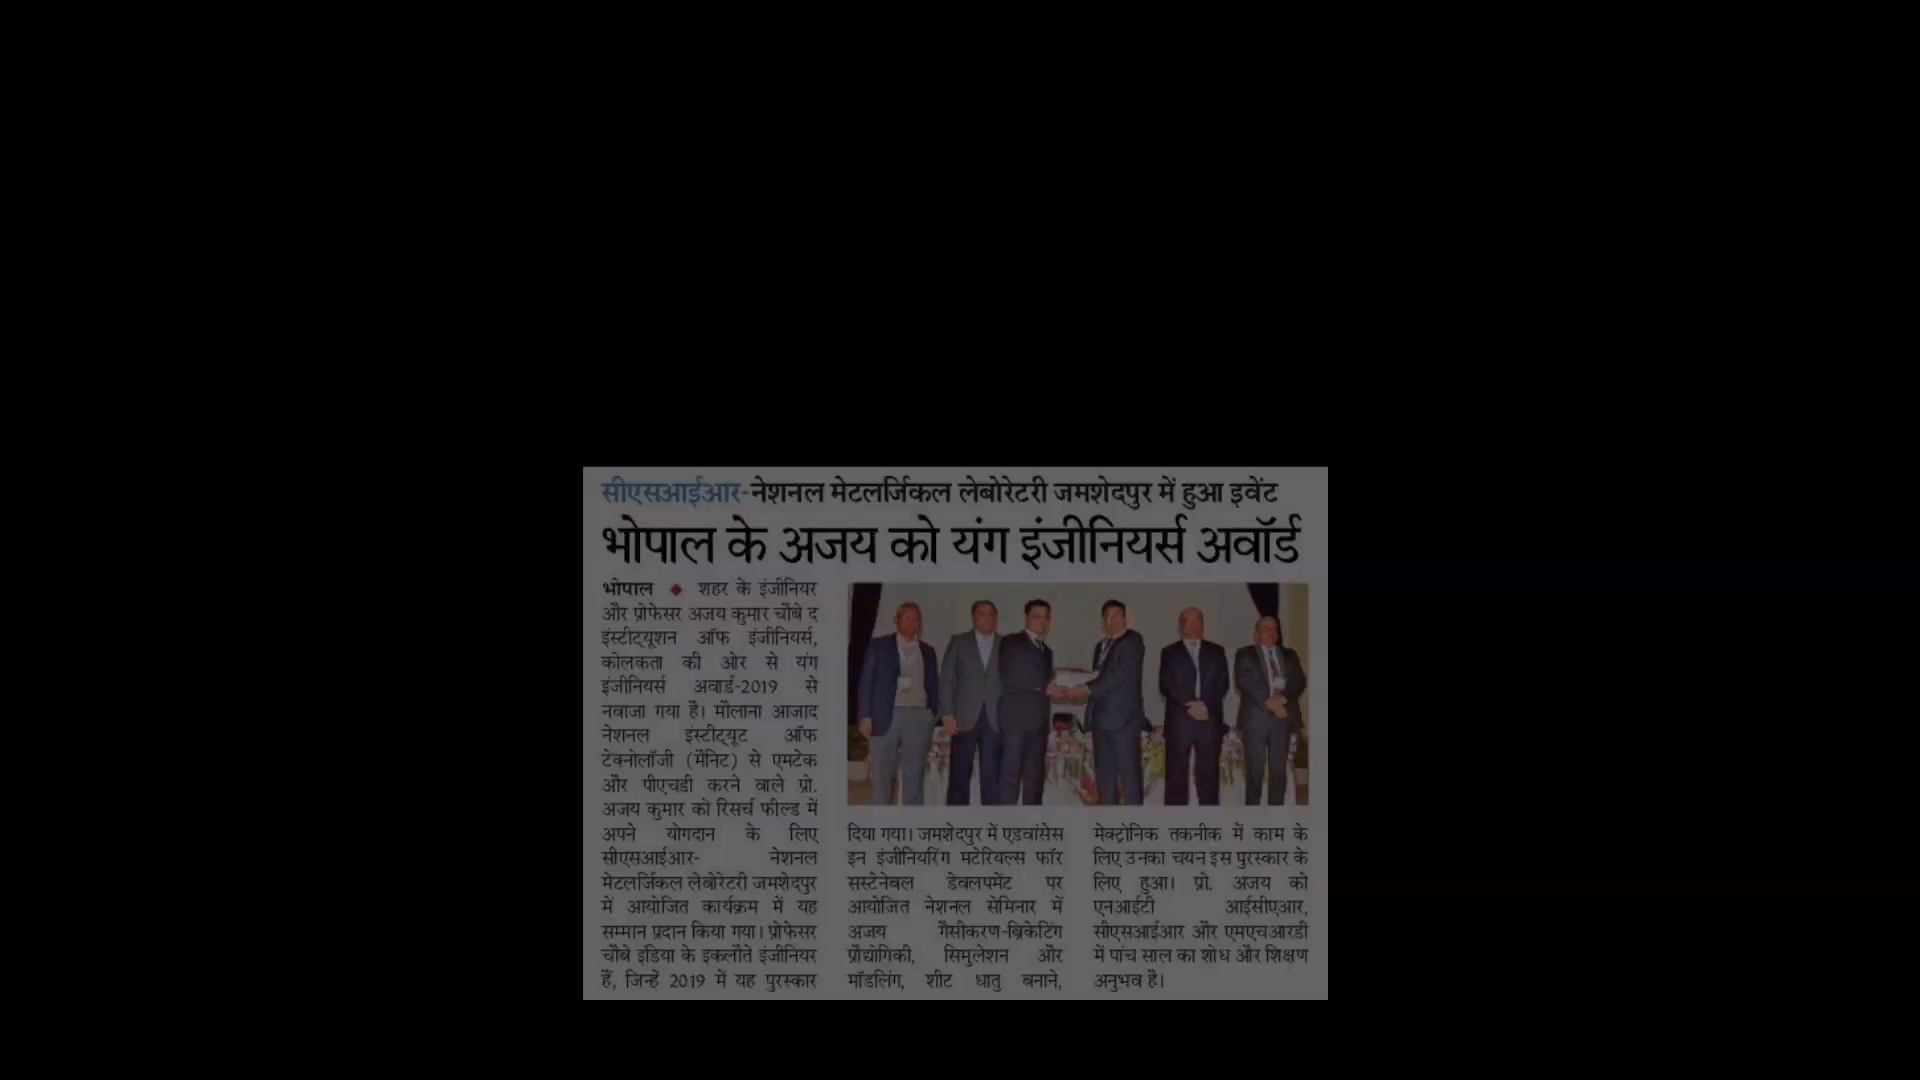 सीएसआईआर-नेशनल मेटलर्जिकल लेबोरेटरी जमशेदपुर में हुआ इवेंट
भोपाल के अजय को यंग इंजीनियर्स अवॉर्ड
भोपाल ◆ शहर के इंजीनियर
और प्रोफेसर अजय कुमार चौबे द
इंस्टीट्यूशन ऑफ इंजीनियर्स,
कोलकता की ओर से यंग
इंजीनियर्स अवार्ड-2019 से
नवाजा गया है। मौलाना आजाद
नेशनल इंस्टीट्यूट ऑफ
टेक्नोलॉजी (मैनिट) से एमटेक
और पीएचडी करने वाले प्रो.
अजय कुमार को रिसर्च फील्ड में
अपने योगदान के लिए
सीएसआईआर- नेशनल
मेटलर्जिकल लेबोरेटरी जमशेदपुर
में आयोजित कार्यक्रम में यह
सम्मान प्रदान किया गया। प्रोफेसर
चौबे इंडिया के इकलौते इंजीनियर
हैं, जिन्हें 2019 में यह पुरस्कार
दिया गया। जमशेदपुर में एडवांसेस
इन इंजीनियरिंग मटेरियल्स फॉर
सस्टेनेबल डेवलपमेंट पर
आयोजित नेशनल सेमिनार में
अजय गैसीकरण-ब्रिकेटिंग
प्रौद्योगिकी, सिमुलेशन और
मॉडलिंग, शीट धातु बनाने,
मेक्ट्रोनिक तकनीक में काम के
लिए उनका चयन इस पुरस्कार के
लिए हुआ। प्रो. अजय को
एनआईटी आईसीएआर,
सीएसआईआर और एमएचआरडी
में पांच साल का शोध और शिक्षण
अनुभव है।